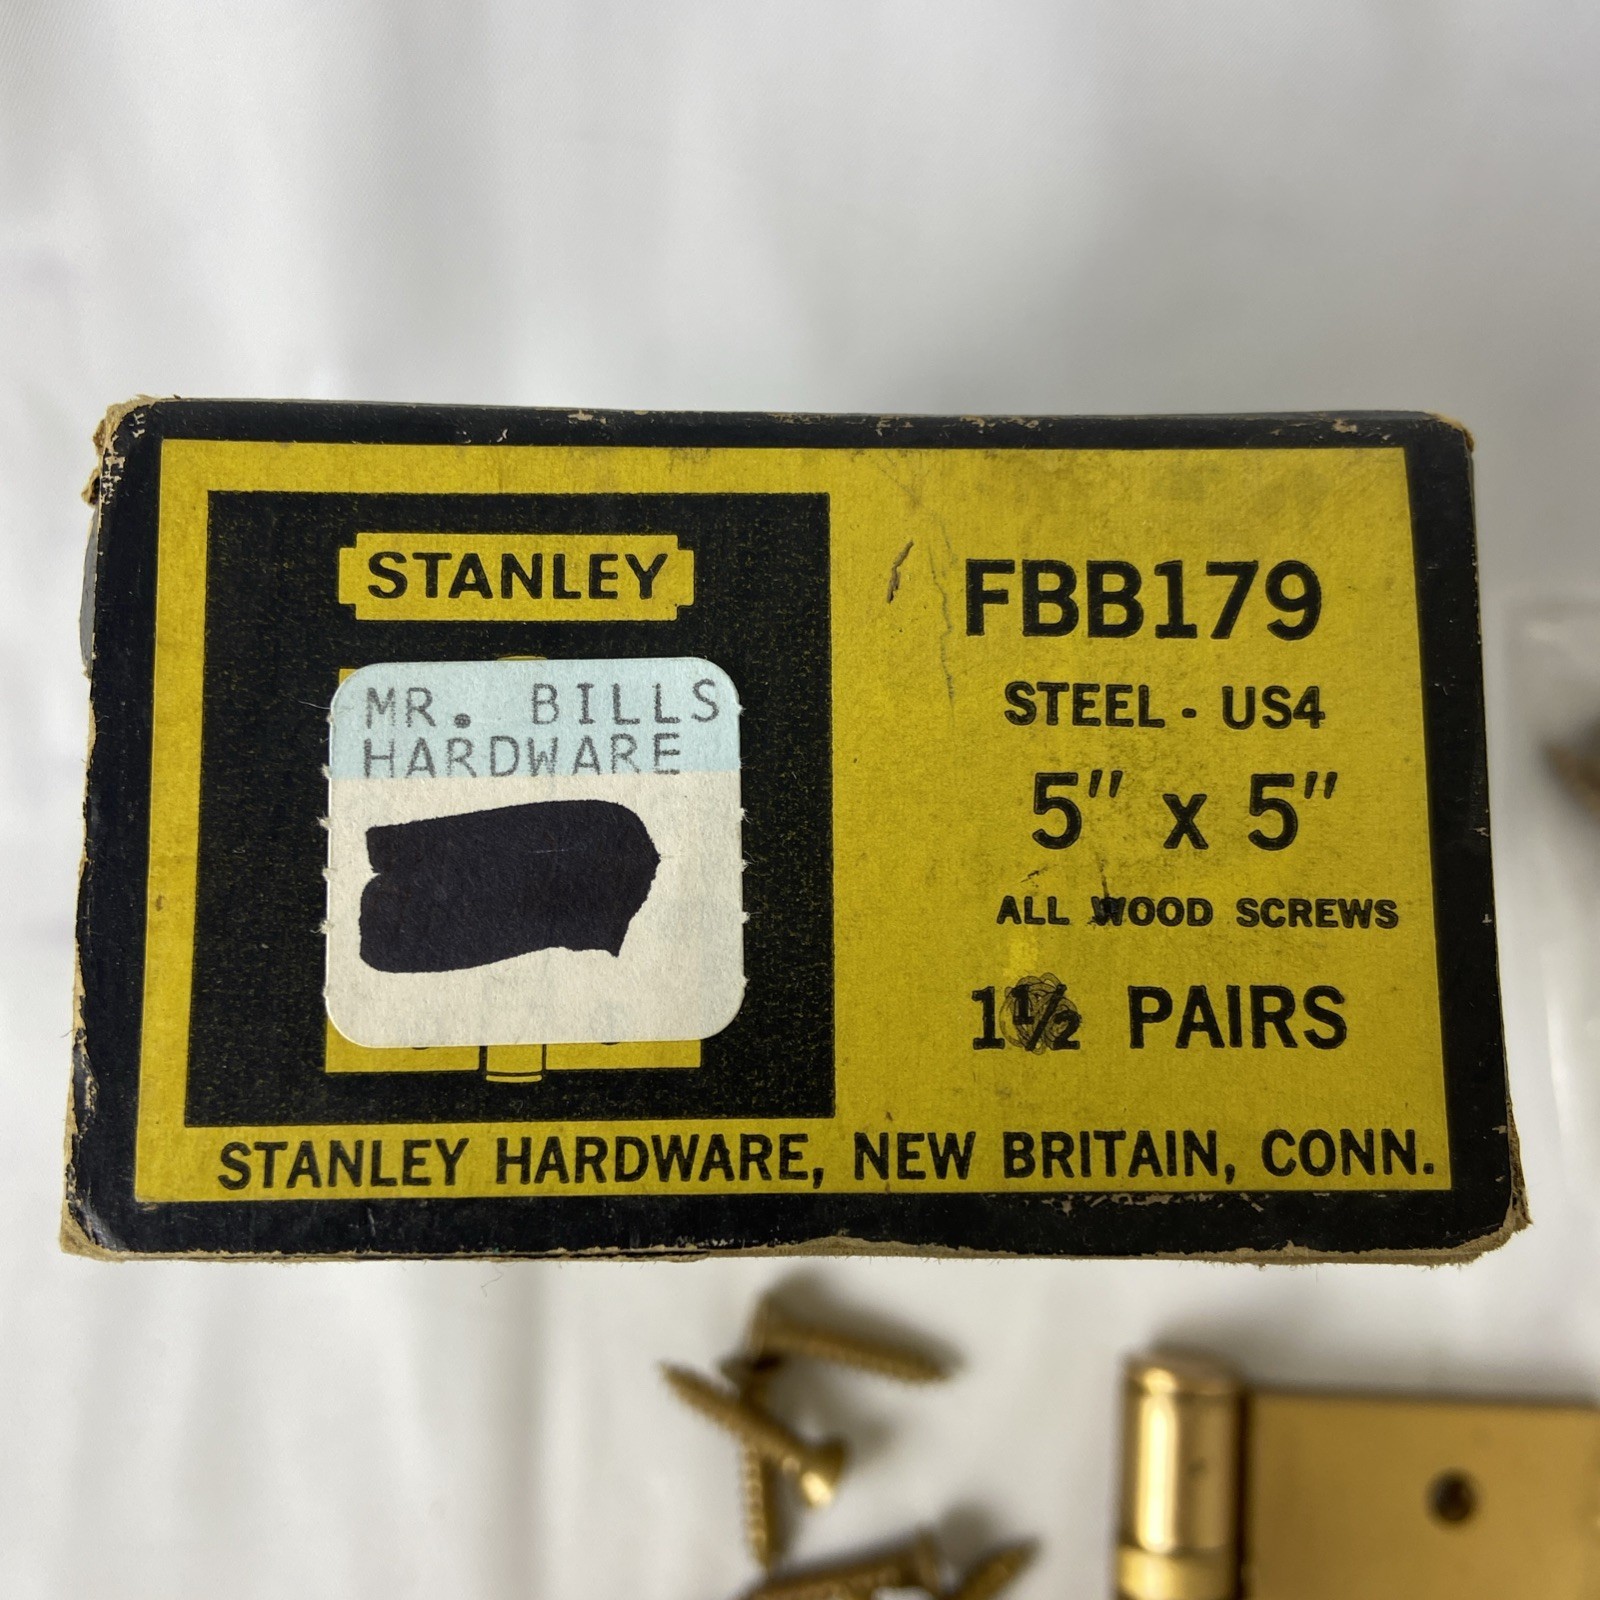 STANLEY
MR. BILLS
HARDWARE
FBB179
STEEL - US4
5" x 5"
ALL WOOD SCREWS
1½ PAIRS
STANLEY HARDWARE, NEW BRITAIN, CONN.